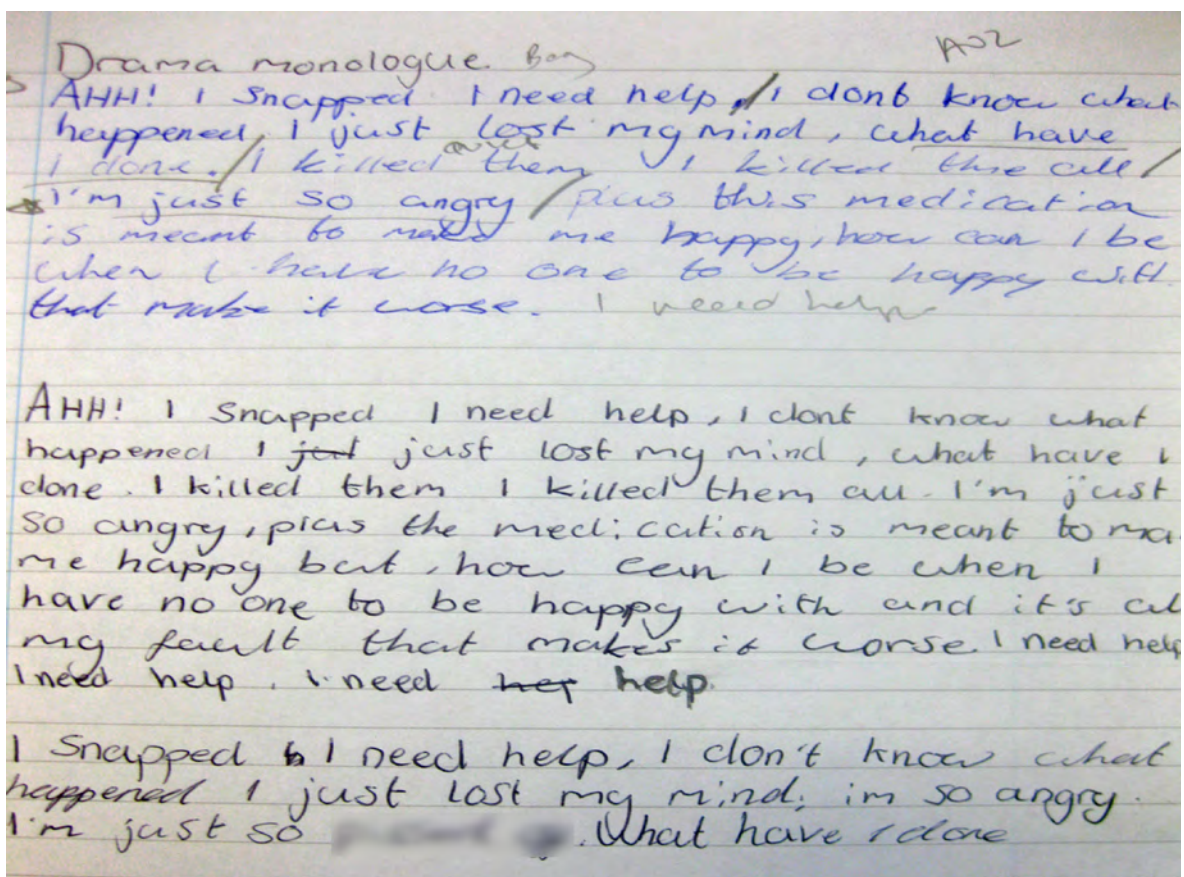 Drama monologue. AO2
AHH! I Snapped I need help, / I dont know what
happened, I just lost my mind, what have
I done. / I killed them I killed the all /
I'm just so angry / plus this medication
is meant to make me happy, how can I be
when I have no one to be happy with
that make it worse. I need help
AHH! I Snapped I need help, I dont know what
happened I just lost my mind, what have I
done. I killed them I killed them all. I'm just
so angry, plus the medication is meant to ma
me happy but, how can I be when I
have no one to be happy with and it's al
my fault that makes it worse. I need help
I need help. I need help.
I Snapped I need help, I don't know what
happened I just lost my mind, im so angry.
I'm just so . What have I done